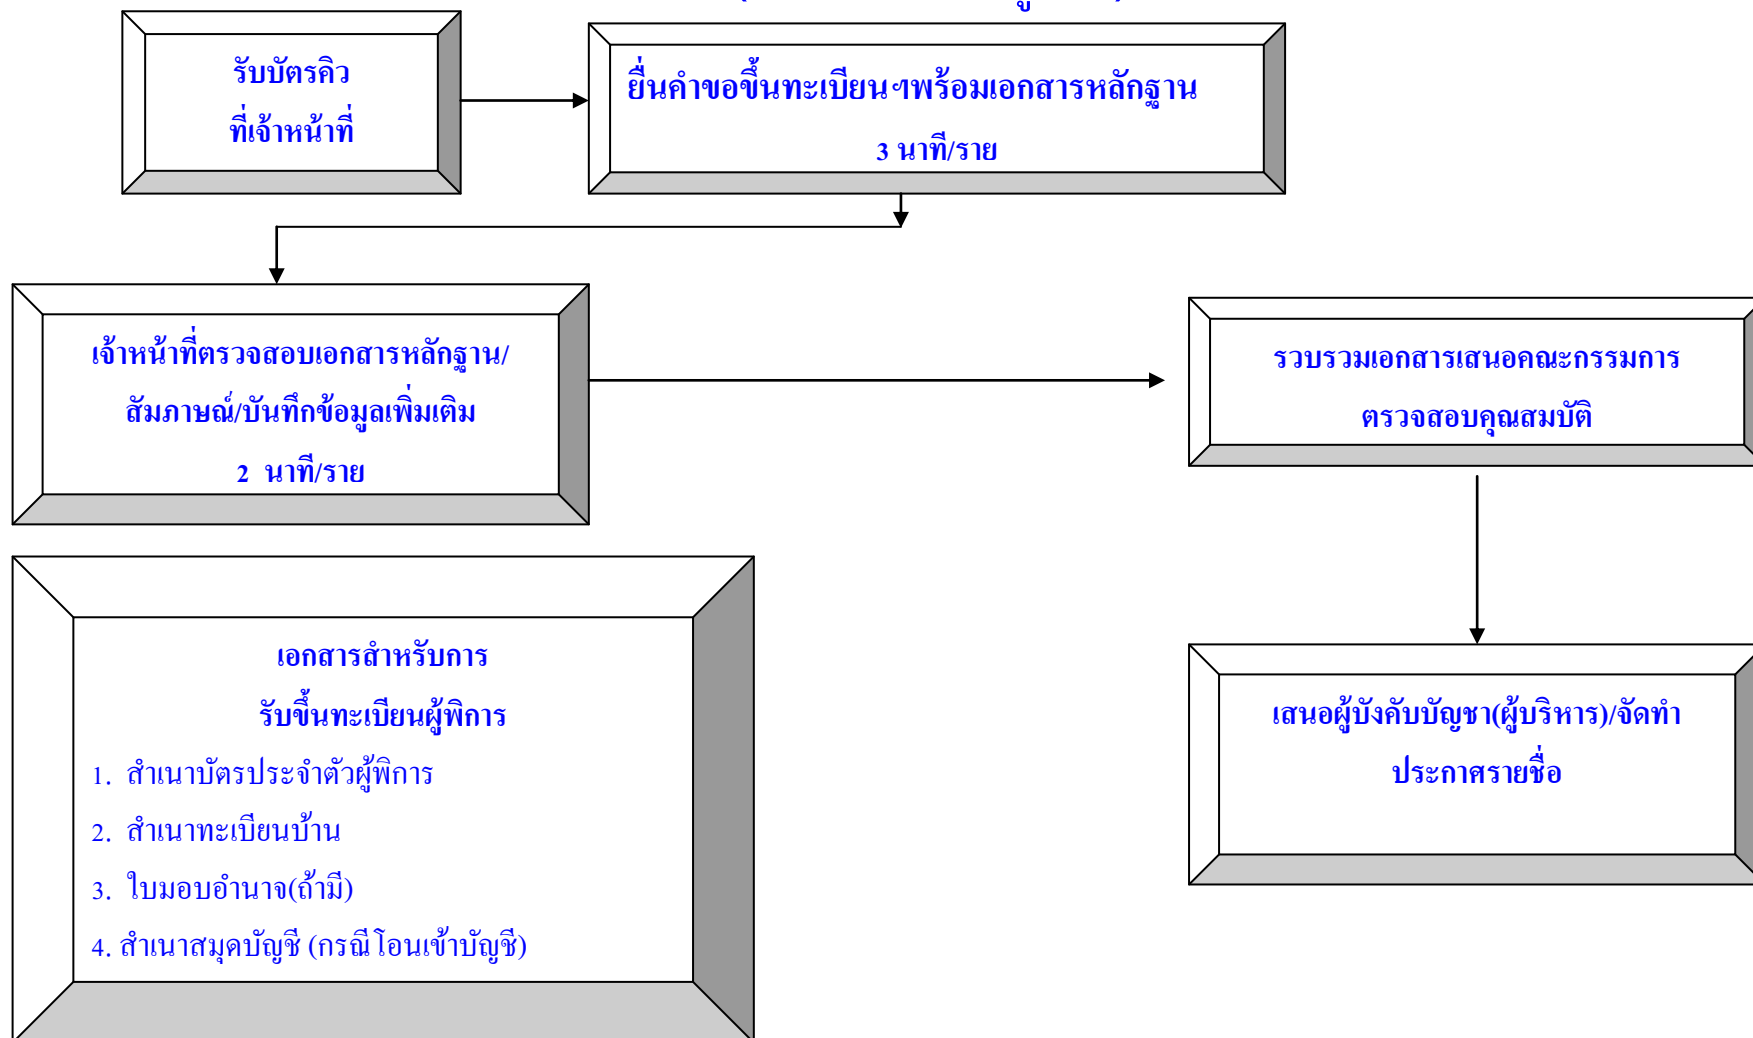 รับบัตรคิว
ที่เจ้าหน้าที่
ยื่นคำขอขึ้นทะเบียนฯพร้อมเอกสารหลักฐาน
3 นาที/ราย
เจ้าหน้าที่ตรวจสอบเอกสารหลักฐาน/
สัมภาษณ์/บันทึกข้อมูลเพิ่มเติม
2 นาที/ราย
รวบรวมเอกสารเสนอคณะกรรมการ
ตรวจสอบคุณสมบัติ
เสนอผู้บังคับบัญชา(ผู้บริหาร)/จัดทำ
ประกาศรายชื่อ
เอกสารสำหรับการ
รับขึ้นทะเบียนผู้พิการ
1. สำเนาบัตรประจำตัวผู้พิการ
2. สำเนาทะเบียนบ้าน
3. ใบมอบอำนาจ(ถ้ามี)
4. สำเนาสมุดบัญชี (กรณีโอนเข้าบัญชี)